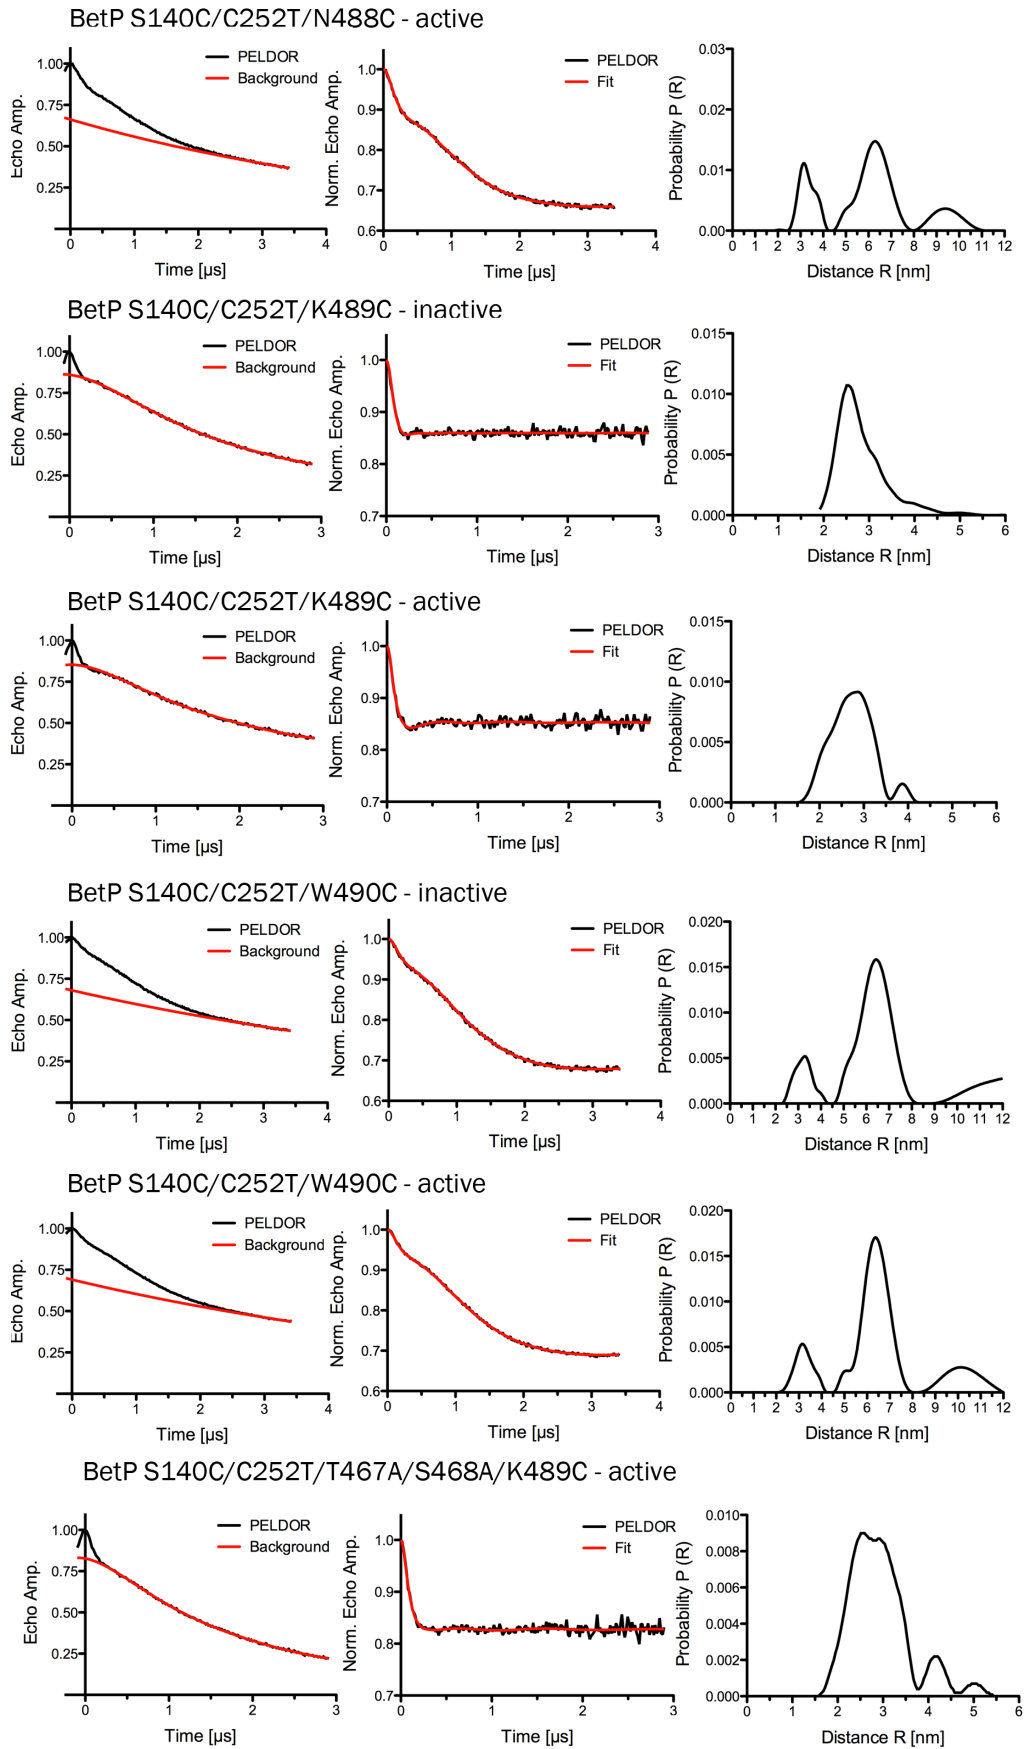 BetP S140C/C252T/N488C - active
Echo Amp.
1.00
0.75
0.50
0.25
0 1 2 3 4
Time [µs]
PELDOR
Background
Norm. Echo Amp.
1.0
0.9
0.8
0.7
0.6
0 1 2 3 4
Time [µs]
PELDOR
Fit
Probability P (R)
0.03
0.02
0.01
0.00
0 1 2 3 4 5 6 7 8 9 10 11 12
Distance R [nm]
BetP S140C/C252T/K489C - inactive
Echo Amp.
1.00
0.75
0.50
0.25
0 1 2 3
Time [µs]
PELDOR
Background
Norm. Echo Amp.
1.0
0.9
0.8
0.7
0 1 2 3
Time [µs]
PELDOR
Fit
Probability P (R)
0.015
0.010
0.005
0.000
0 1 2 3 4 5 6
Distance R [nm]
BetP S140C/C252T/K489C - active
Echo Amp.
1.00
0.75
0.50
0.25
0 1 2 3
Time [µs]
PELDOR
Background
Norm. Echo Amp.
1.0
0.9
0.8
0.7
0 1 2 3
Time [µs]
PELDOR
Fit
Probability P (R)
0.015
0.010
0.005
0.000
0 1 2 3 4 5 6
Distance R [nm]
BetP S140C/C252T/W490C - inactive
Echo Amp.
1.00
0.75
0.50
0.25
0 1 2 3 4
Time [µs]
PELDOR
Background
Norm. Echo Amp.
1.0
0.9
0.8
0.7
0.6
0 1 2 3 4
Time [µs]
PELDOR
Fit
Probability P (R)
0.020
0.015
0.010
0.005
0.000
0 1 2 3 4 5 6 7 8 9 10 11 12
Distance R [nm]
BetP S140C/C252T/W490C - active
Echo Amp.
1.00
0.75
0.50
0.25
0 1 2 3 4
Time [µs]
PELDOR
Background
Norm. Echo Amp.
1.0
0.9
0.8
0.7
0.6
0 1 2 3 4
Time [µs]
PELDOR
Fit
Probability P (R)
0.020
0.015
0.010
0.005
0.000
0 1 2 3 4 5 6 7 8 9 10 11 12
Distance R [nm]
BetP S140C/C252T/T467A/S468A/K489C - active
Echo Amp.
1.00
0.75
0.50
0.25
0 1 2 3
Time [µs]
PELDOR
Background
Norm. Echo Amp.
1.0
0.9
0.8
0.7
0 1 2 3
Time [µs]
PELDOR
Fit
Probability P (R)
0.010
0.008
0.006
0.004
0.002
0.000
0 1 2 3 4 5 6
Distance R [nm]